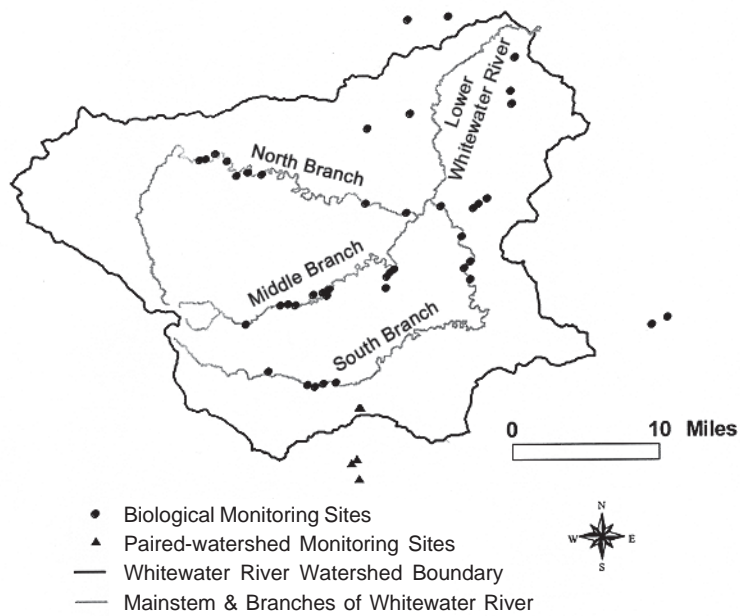 Lower
Whitewater River
North Branch
Middle Branch
South Branch
0 10 Miles
Biological Monitoring Sites
Paired-watershed Monitoring Sites
Whitewater River Watershed Boundary
Mainstem & Branches of Whitewater River
N
W E
S